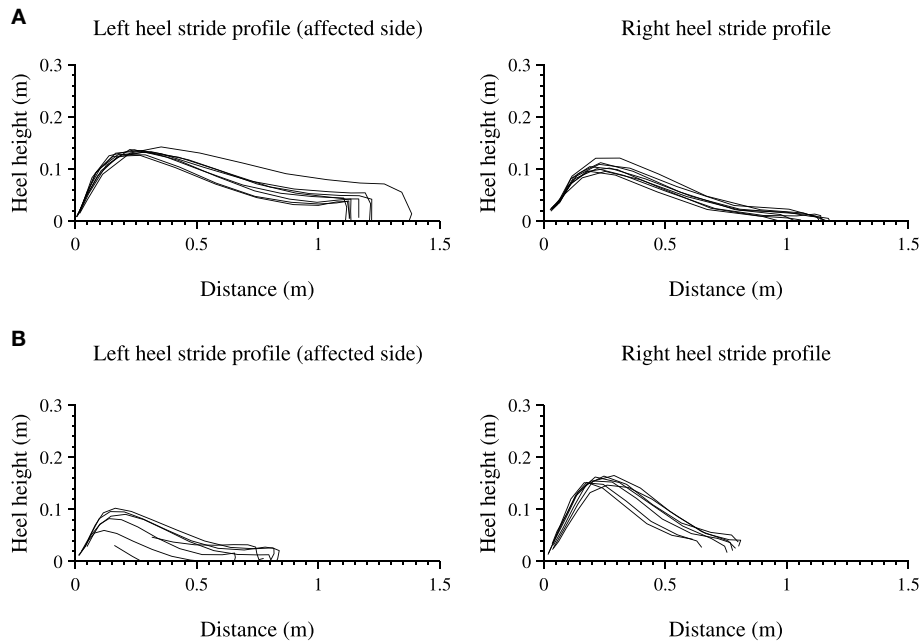 A
Left heel stride profile (affected side) Right heel stride profile
0.3 0.3
0.2 0.2
0.1 0.1
0 0
Heel height (m) Heel height (m)
0 0.5 1 1.5 0 0.5 1 1.5
Distance (m) Distance (m)
B
Left heel stride profile (affected side) Right heel stride profile
0.3 0.3
0.2 0.2
0.1 0.1
0 0
Heel height (m) Heel height (m)
0 0.5 1 1.5 0 0.5 1 1.5
Distance (m) Distance (m)